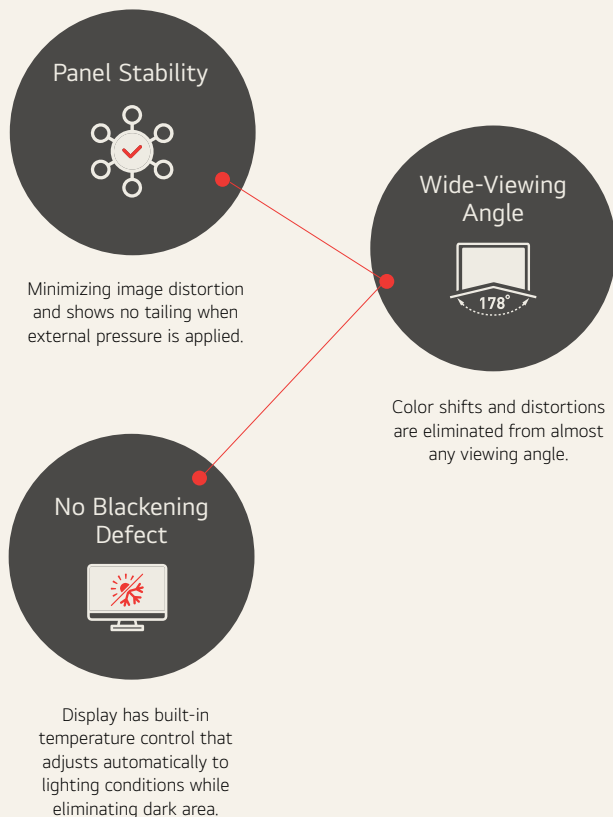 Panel Stability
Minimizing image distortion
and shows no tailing when
external pressure is applied.
Wide-Viewing
Angle
178°
Color shifts and distortions
are eliminated from almost
any viewing angle.
No Blackening
Defect
Display has built-in
temperature control that
adjusts automatically to
lighting conditions while
eliminating dark area.